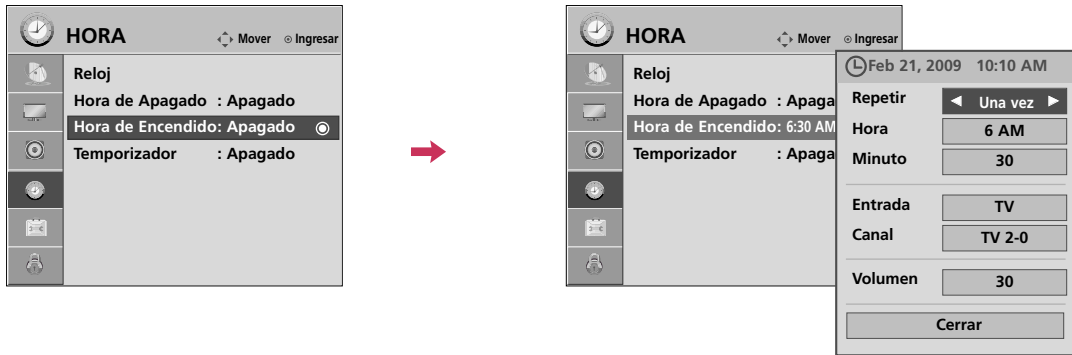 HORA Mover Ingresar
Reloj
Hora de Apagado : Apagado
Hora de Encendido: Apagado
Temporizador : Apagado
HORA Mover Ingresar
Reloj
Hora de Apagado : Apaga
Hora de Encendido: 6:30 AM
Temporizador : Apaga
Feb 21, 2009 10:10 AM
Repetir ◀ Una vez ▶
Hora 6 AM
Minuto 30
Entrada TV
Canal TV 2-0
Volumen 30
Cerrar